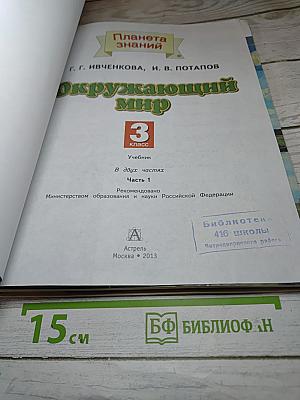 Планета
знаний
Г. Г. ИВЧЕНКОВА, И. В. ПОТАПОВ
Окружающий
мир
3
КЛАСС
Учебник
В двух частях
Часть 1
Рекомендовано
Министерством образования и науки Российской Федерации
Библиотека
416 школы
А
Астрель
Москва • 2013
15 см
БФ БИБЛИОФАН